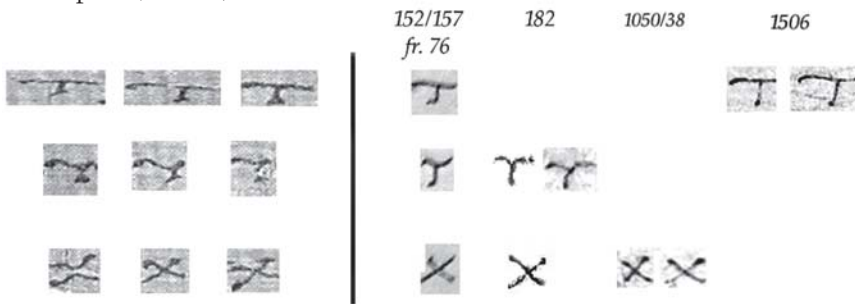 152/157 182 1050/38 1506
fr. 76
Τ Τ Τ Τ Τ Τ
Τ Τ Τ Τ Τ Τ
Χ Χ Χ Χ Χ Χ Χ